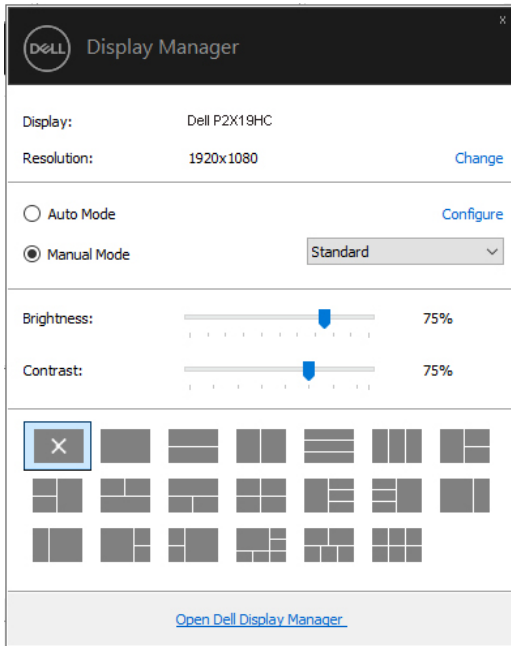 x
DELL Display Manager
Display: Dell P2X19HC
Resolution: 1920x1080 Change
Auto Mode Configure
Manual Mode Standard
Brightness: 75%
Contrast: 75%
Open Dell Display Manager